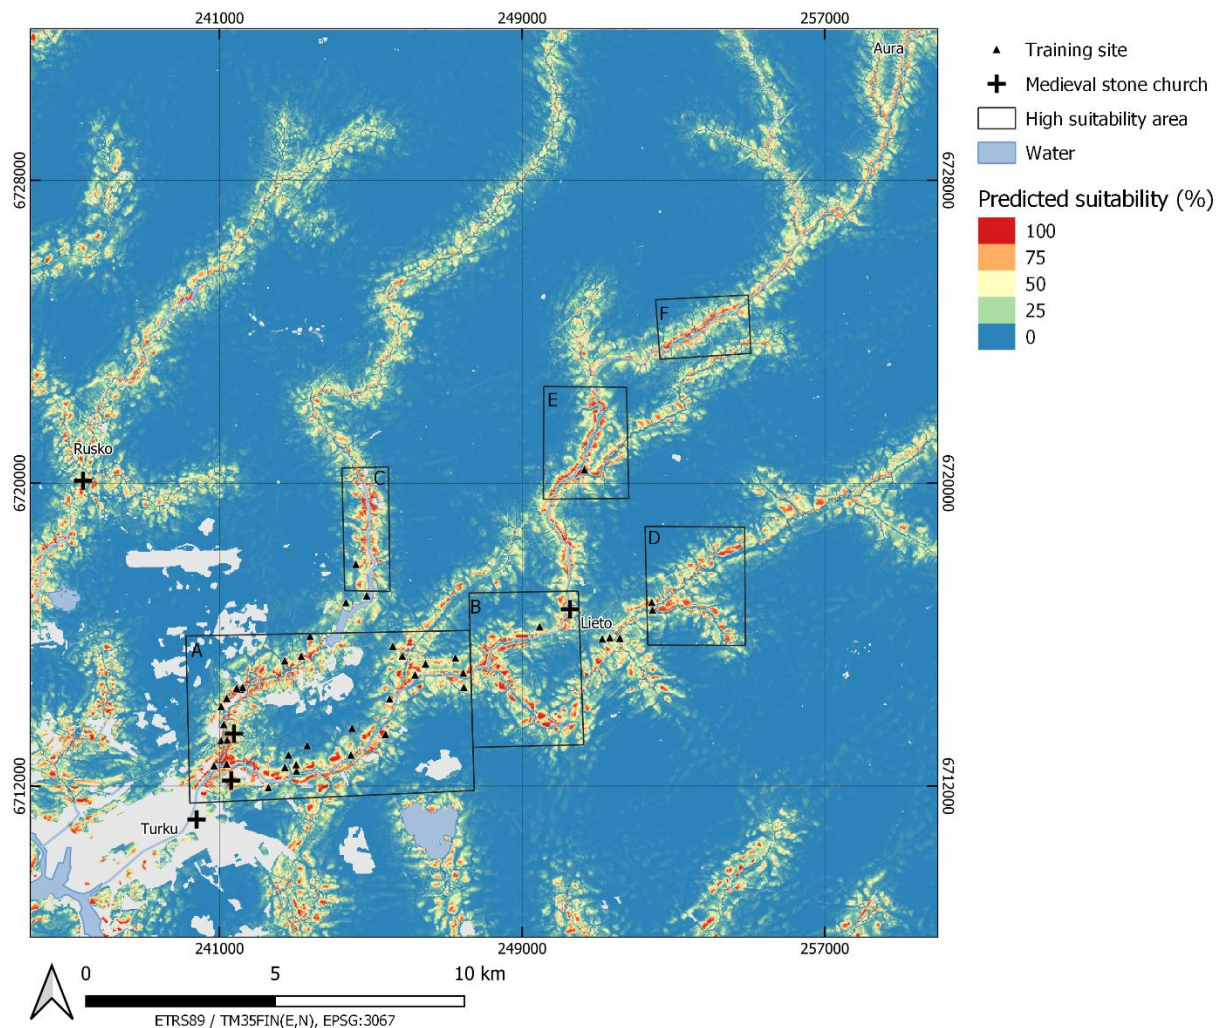 241000
249000
257000
Aura
6728000
6728000
F
E
Rusko
C
6720000
6720000
D
B
Lieto
A
6712000
6712000
Turku
241000
249000
257000
Training site
Medieval stone church
High suitability area
Water
Predicted suitability (%)
100
75
50
25
0
0 5 10 km
ETRS89 / TM35FIN(E,N), EPSG:3067